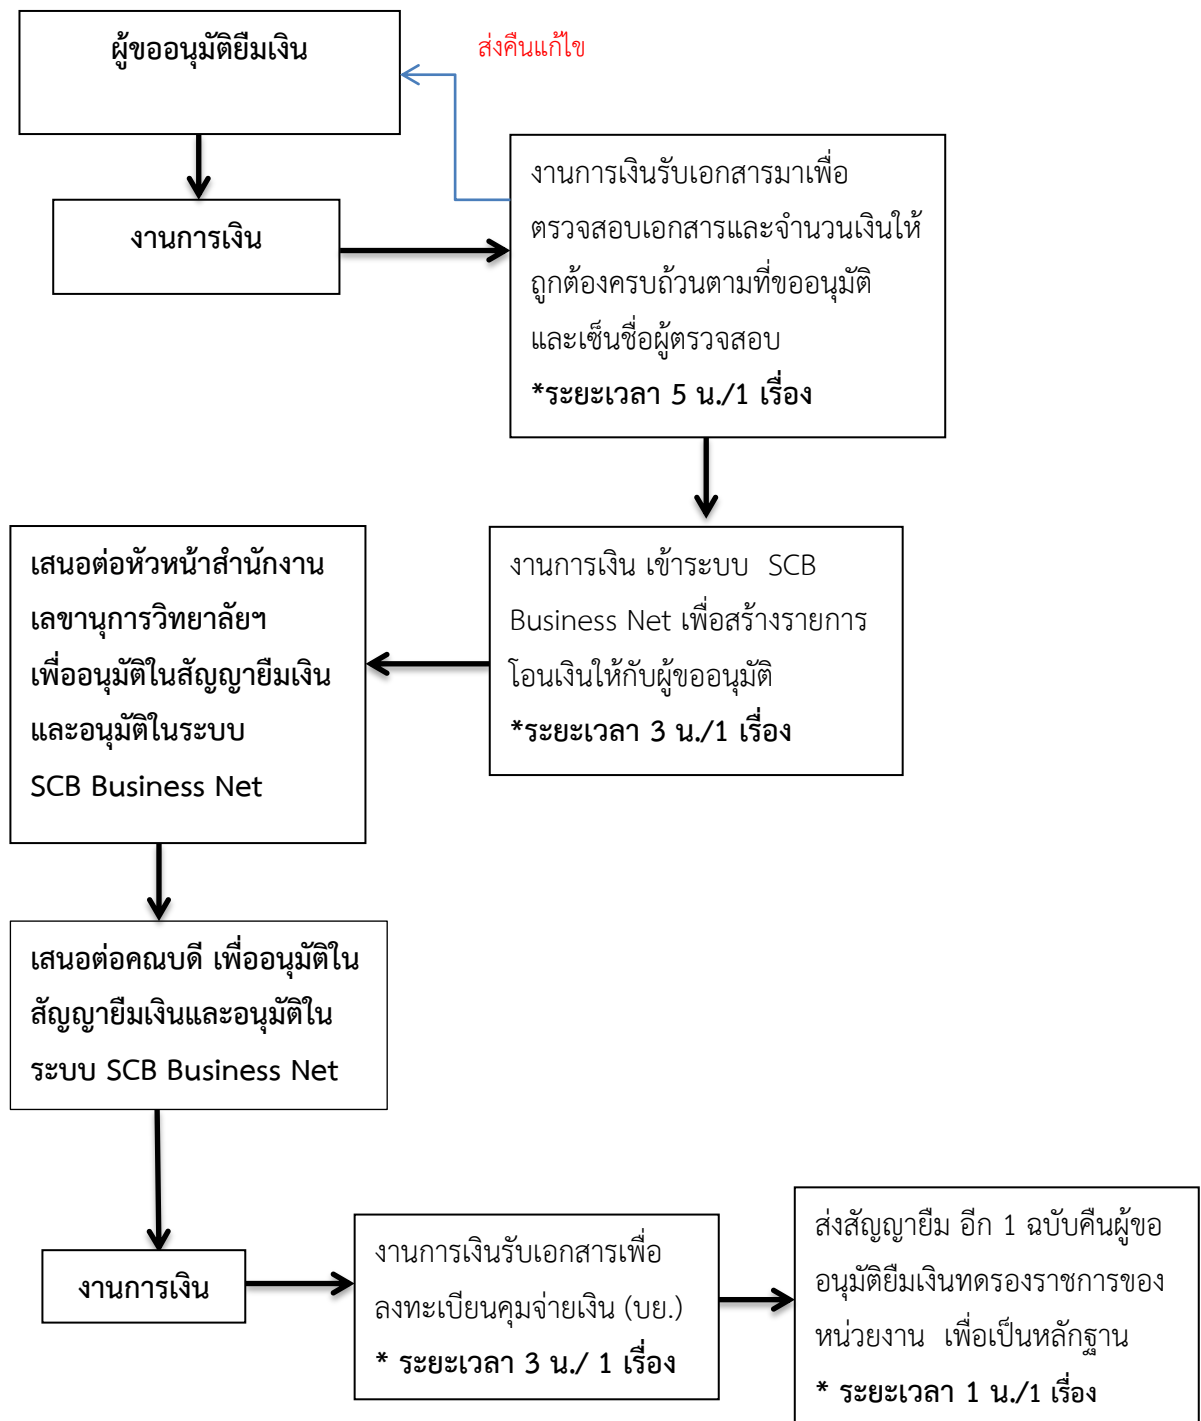 ผู้ขออนุมัติยืมเงิน
ส่งคืนแก้ไข
งานการเงิน
งานการเงินรับเอกสารมาเพื่อ
ตรวจสอบเอกสารและจำนวนเงินให้
ถูกต้องครบถ้วนตามที่ขออนุมัติ
และเซ็นชื่อผู้ตรวจสอบ
*ระยะเวลา 5 น./1 เรื่อง
งานการเงิน เข้าระบบ SCB
Business Net เพื่อสร้างรายการ
โอนเงินให้กับผู้ขออนุมัติ
*ระยะเวลา 3 น./1 เรื่อง
เสนอต่อหัวหน้าสำนักงาน
เลขานุการวิทยาลัยฯ
เพื่ออนุมัติในสัญญายืมเงิน
และอนุมัติในระบบ
SCB Business Net
เสนอต่อคณบดี เพื่ออนุมัติใน
สัญญายืมเงินและอนุมัติใน
ระบบ SCB Business Net
งานการเงิน
งานการเงินรับเอกสารเพื่อ
ลงทะเบียนคุมจ่ายเงิน (บย.)
* ระยะเวลา 3 น./ 1 เรื่อง
ส่งสัญญายืม อีก 1 ฉบับคืนผู้ขอ
อนุมัติยืมเงินทดรองราชการของ
หน่วยงาน เพื่อเป็นหลักฐาน
* ระยะเวลา 1 น./1 เรื่อง